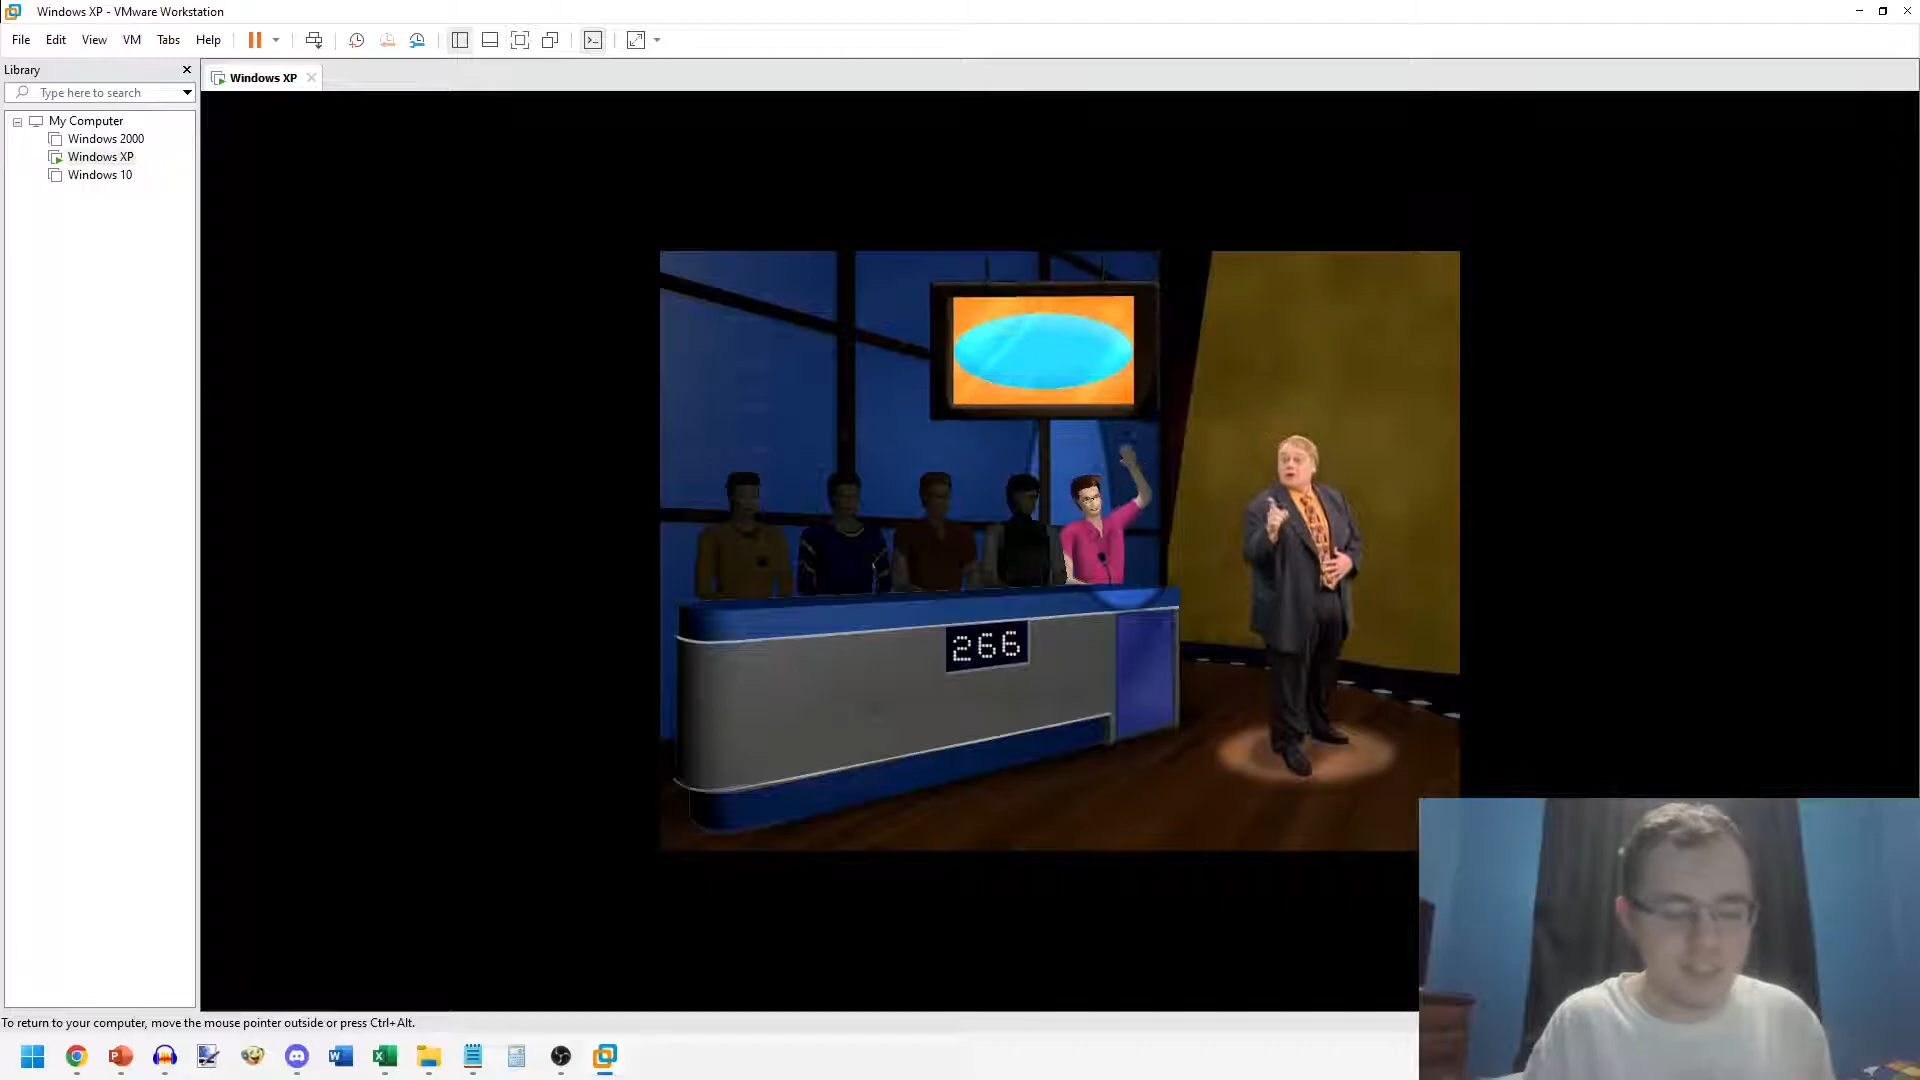 Windows XP - VMware Workstation
File Edit View VM Tabs Help
Library
Type here to search
Windows XP
My Computer
Windows 2000
Windows XP
Windows 10
266
To return to your computer, move the mouse pointer outside or press Ctrl+Alt.